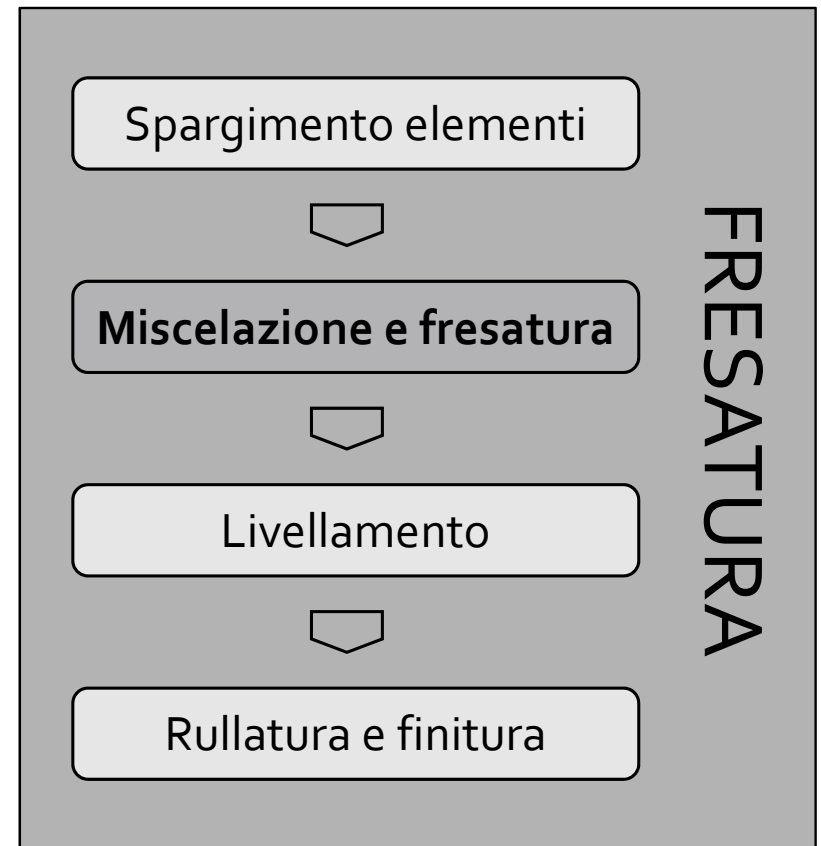 Spargimento elementi
Miscelazione e fresatura
Livellamento
Rullatura e finitura
FRESATURA